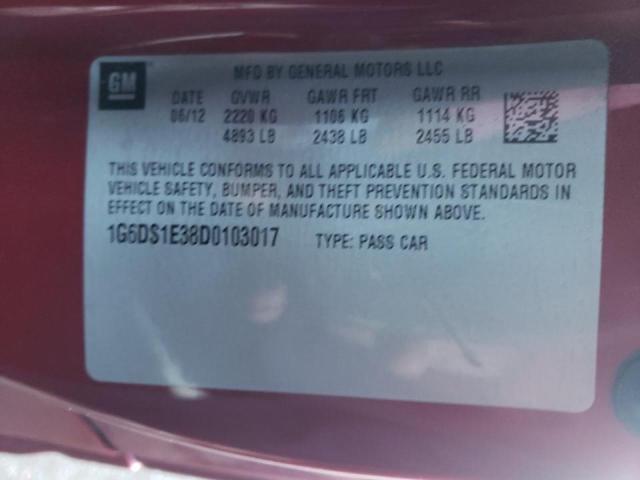 GM
MFD BY GENERAL MOTORS LLC
DATE GVWR GAWR FRT GAWR RR
06/12 2220 KG 1106 KG 1114 KG
4893 LB 2438 LB 2455 LB
THIS VEHICLE CONFORMS TO ALL APPLICABLE U.S. FEDERAL MOTOR
VEHICLE SAFETY, BUMPER, AND THEFT PREVENTION STANDARDS IN
EFFECT ON THE DATE OF MANUFACTURE SHOWN ABOVE.
1G6DS1E38D0103017 TYPE: PASS CAR